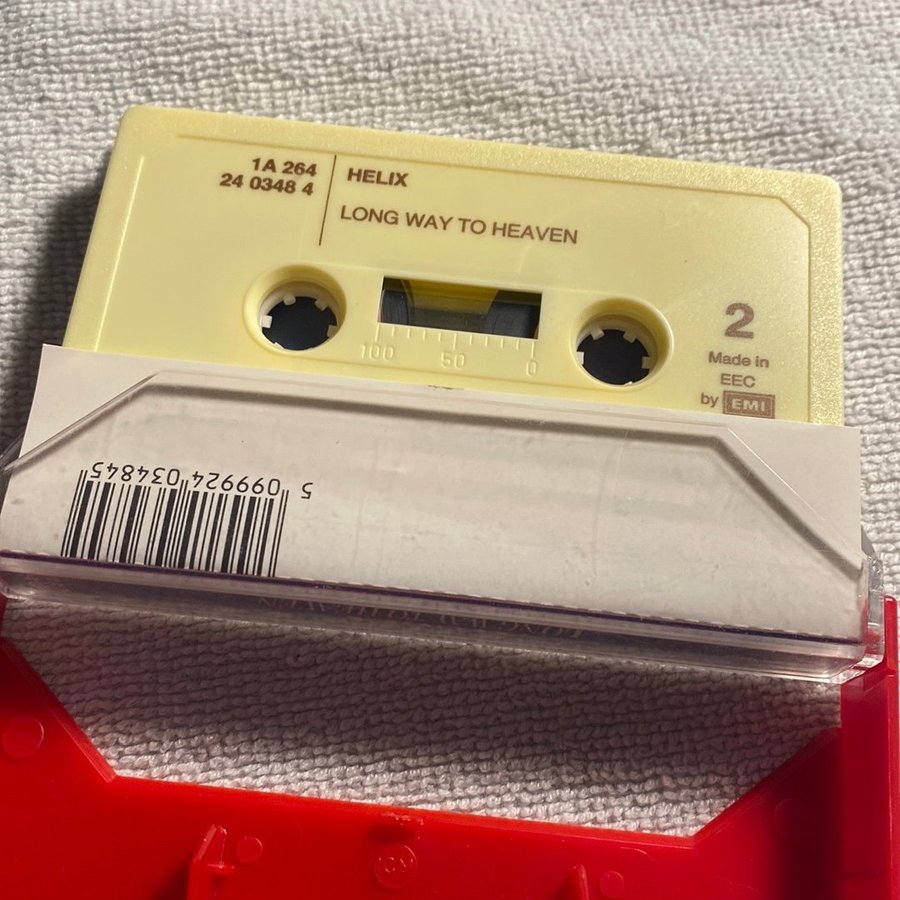 1A 264
24 0348 4
HELIX
LONG WAY TO HEAVEN
100 50 0
2
Made in
EEC
by EMI
5 099924 034845